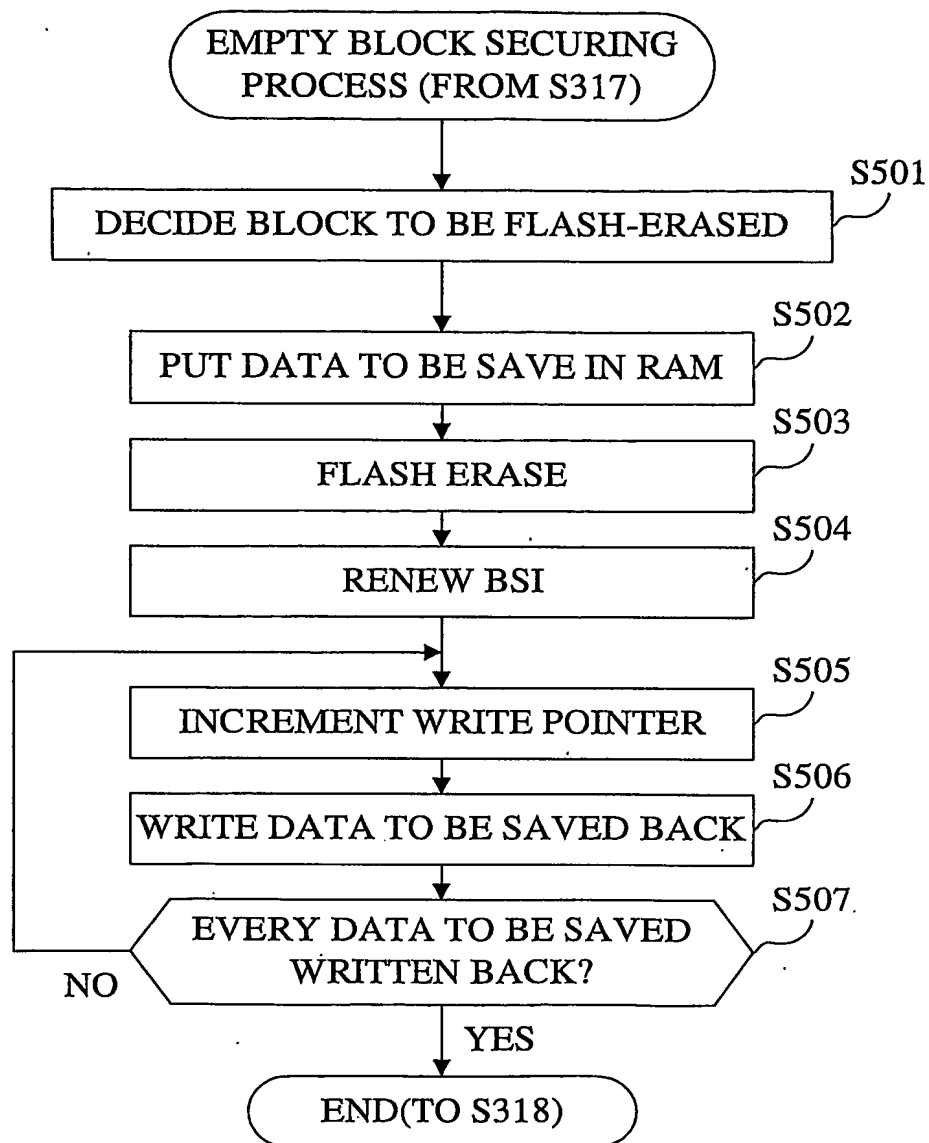 EMPTY BLOCK SECURING
PROCESS (FROM S317)
S501
DECIDE BLOCK TO BE FLASH-ERASED
S502
PUT DATA TO BE SAVE IN RAM
S503
FLASH ERASE
S504
RENEW BSI
S505
INCREMENT WRITE POINTER
S506
WRITE DATA TO BE SAVED BACK
S507
EVERY DATA TO BE SAVED
WRITTEN BACK?
NO
YES
END(TO S318)